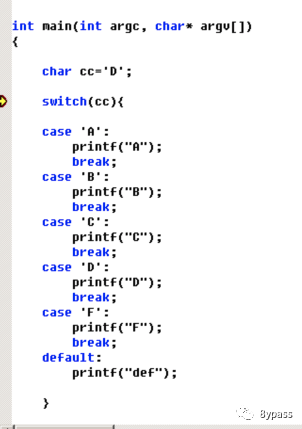 int main(int argc, char* argv[])
{
char cc='D';
switch(cc){
case 'A':
printf("A");
break;
case 'B':
printf("B");
break;
case 'C':
printf("C");
break;
case 'D':
printf("D");
break;
case 'F':
printf("F");
break;
default:
printf("def");
}
8ypass